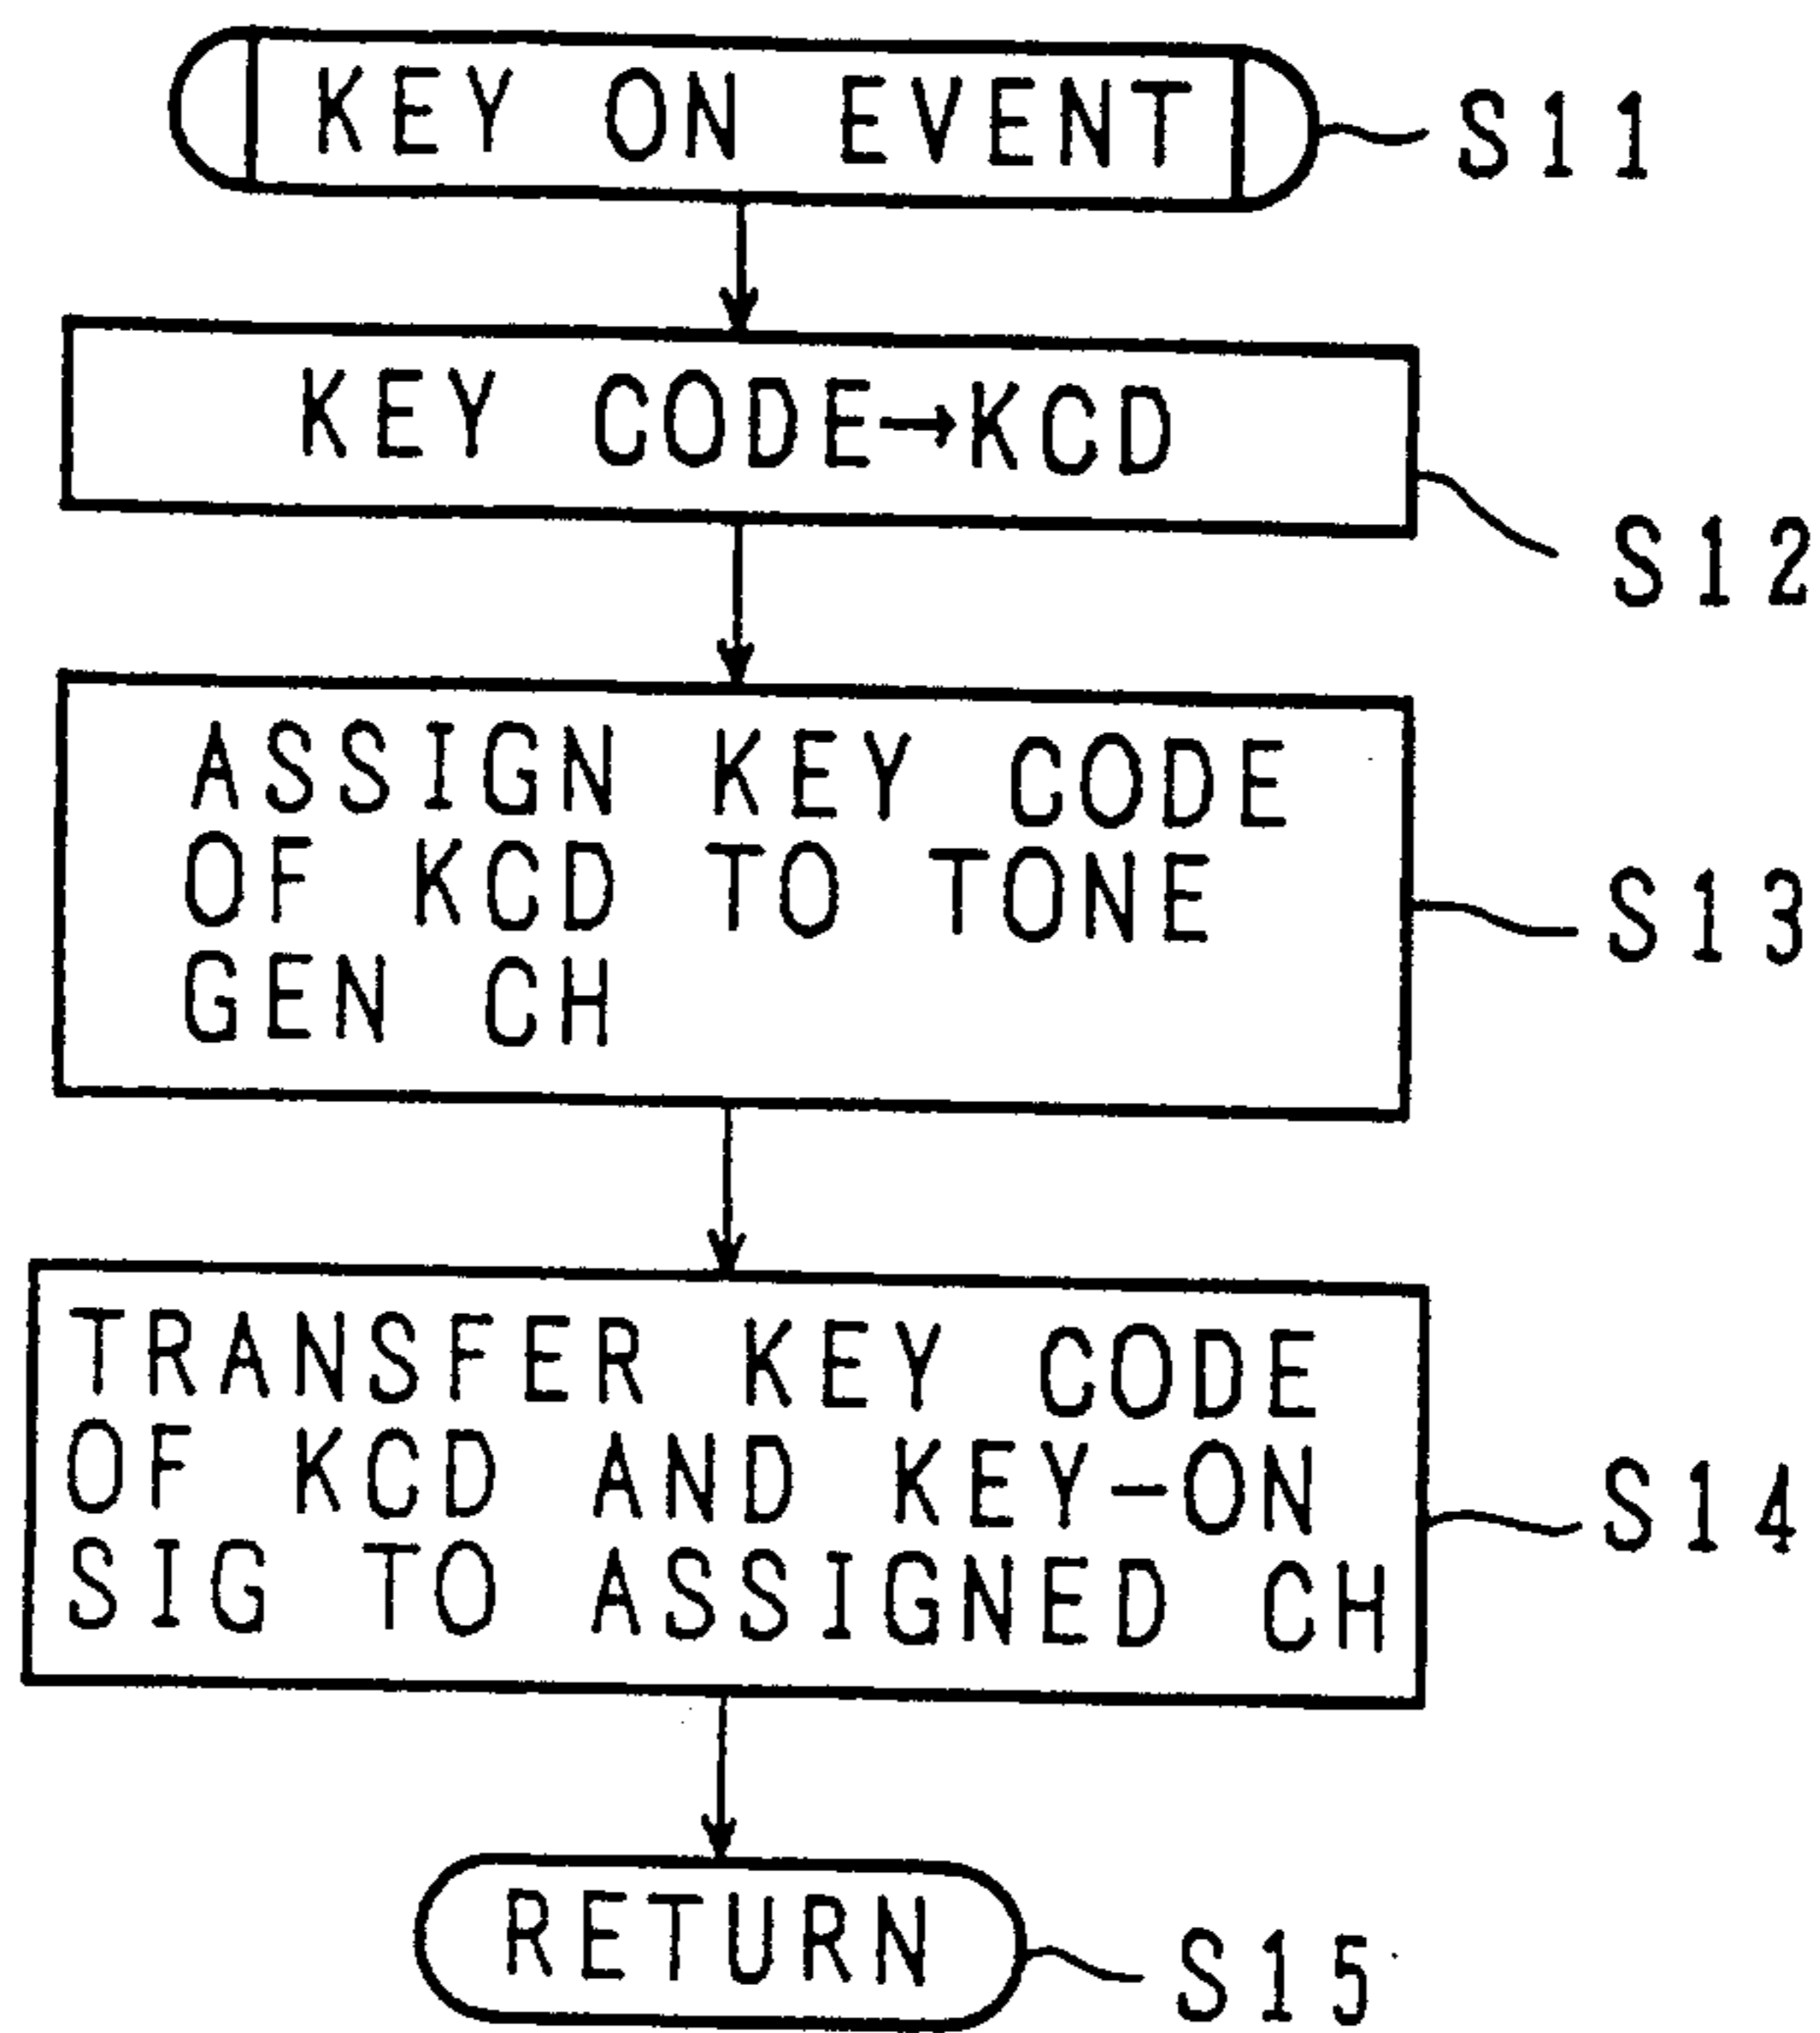 KEY ON EVENT
S11
KEY CODE→KCD
S12
ASSIGN KEY CODE
OF KCD TO TONE
GEN CH
S13
TRANSFER KEY CODE
OF KCD AND KEY-ON
SIG TO ASSIGNED CH
S14
RETURN
S15